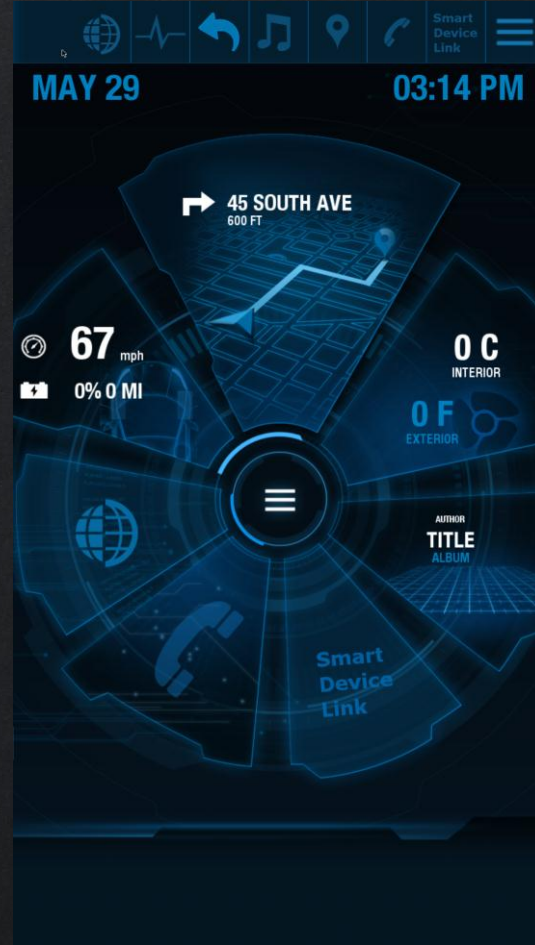 Smart
Device
Link
MAY 29
03:14 PM
45 SOUTH AVE
600 FT
67 mph
0% 0 MI
0 C
INTERIOR
0 F
EXTERIOR
AUTHOR
TITLE
ALBUM
Smart
Device
Link